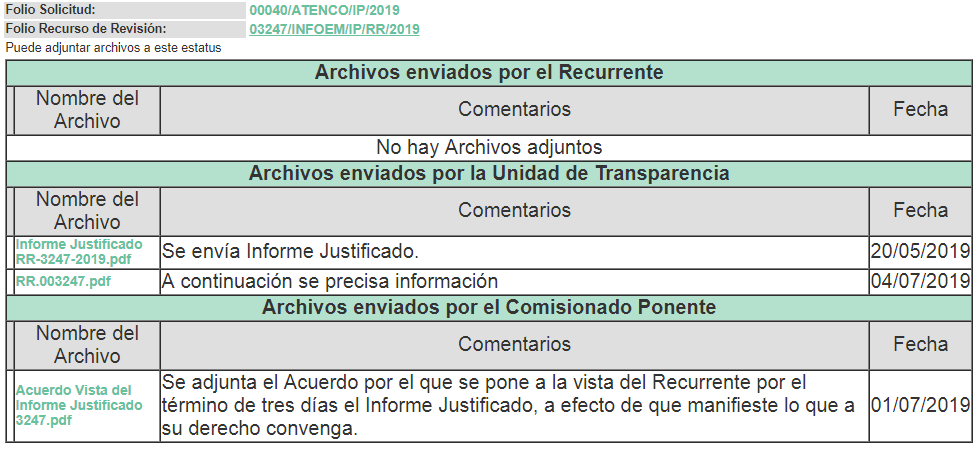 Folio Solicitud: 00040/ATENCO/IP/2019
Folio Recurso de Revisión: 03247/INFOEM/IP/RR/2019
Puede adjuntar archivos a este estatus
Archivos enviados por el Recurrente
Nombre del Archivo Comentarios Fecha
No hay Archivos adjuntos
Archivos enviados por la Unidad de Transparencia
Nombre del Archivo Comentarios Fecha
Informe Justificado
RR-3247-2019.pdf
Se envía Informe Justificado. 20/05/2019
RR.003247.pdf A continuación se precisa información 04/07/2019
Archivos enviados por el Comisionado Ponente
Nombre del Archivo Comentarios Fecha
Acuerdo Vista del
Informe Justificado
3247.pdf
Se adjunta el Acuerdo por el que se pone a la vista del Recurrente por el
término de tres días el Informe Justificado, a efecto de que manifieste lo que a
su derecho convenga.
01/07/2019